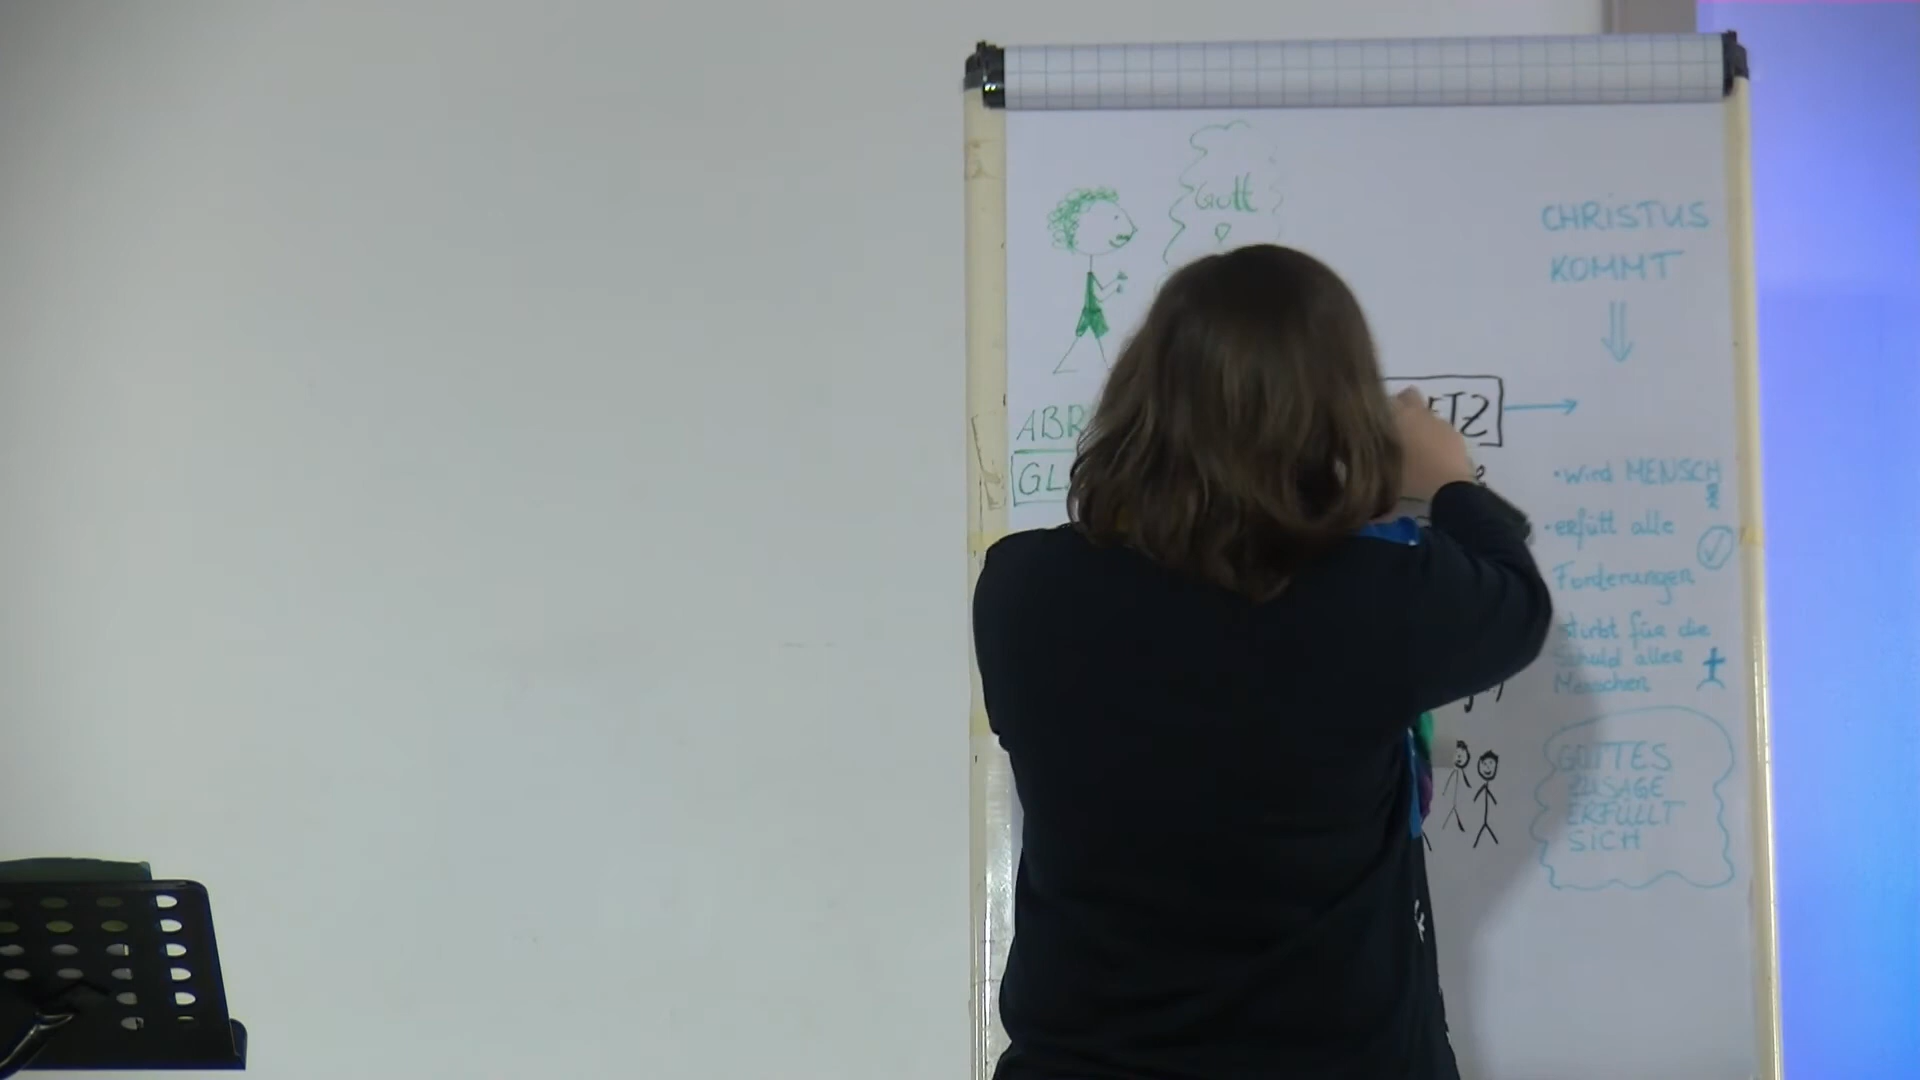 Gott
CHRISTUS
KOMMT
ABR
GL
ETZ
• wird MENSCH
• erfüllt alle
Forderungen
stirbt für die
Schuld aller
Menschen
GOTTES
ZUSAGE
ERFÜLLT
SICH